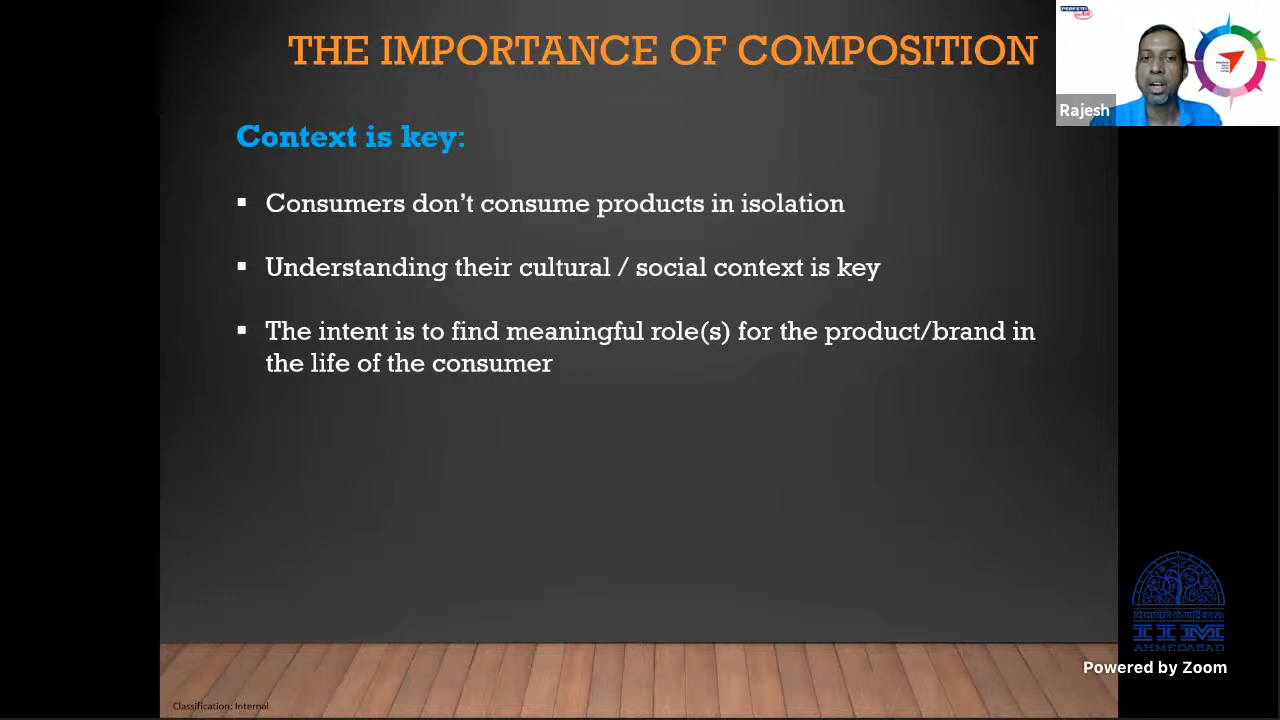 THE IMPORTANCE OF COMPOSITION
PERFETTI
Rajesh
Context is key:
▪ Consumers don’t consume products in isolation
▪ Understanding their cultural / social context is key
▪ The intent is to find meaningful role(s) for the product/brand in
the life of the consumer
IIM
AHMEDABAD
Powered by Zoom
Classification: Internal